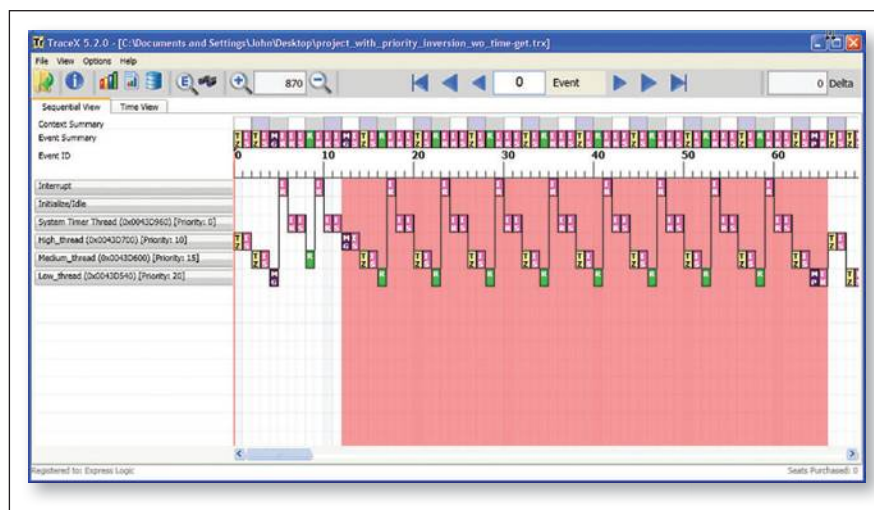 TraceX 5.2.0 - [C:\Documents and Settings\John\Desktop\project_with_priority_inversion_wo_time-get.trx]
File View Options Help
870
0 Event
0 Delta
Sequential View Time View
Context Summary
Event Summary
Event ID
0 10 20 30 40 50 60
Interrupt
Initialize/Idle
System Timer Thread (0x0043D960) [Priority: 0]
High_thread (0x0043D700) [Priority: 10]
Medium_thread (0x0043D600) [Priority: 15]
Low_thread (0x0043D540) [Priority: 20]
Registered to: Express Logic
Seats Purchased: 0